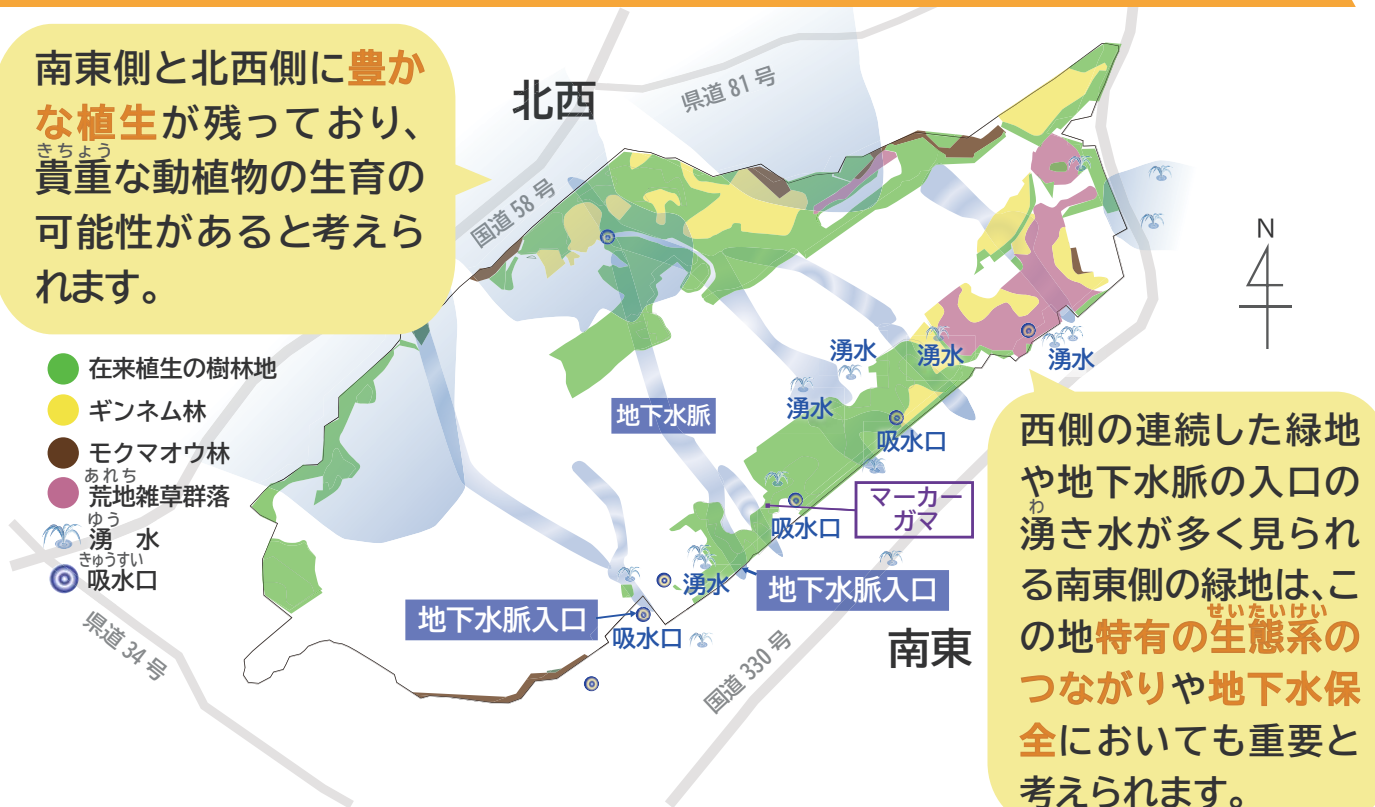 南東側と北西側に豊か
な植生が残っており、
きちょう
貴重な動植物の生育の
可能性があると考えら
れます。
北西
県道 81 号
国道 58 号
N
在来植生の樹林地
ギンネム林
モクマオウ林
あれち
荒地雑草群落
ゆう
湧 水
きゅうすい
吸水口
地下水脈
湧水
湧水
湧水
湧水
吸水口
マーカー
ガマ
吸水口
湧水
地下水脈入口
地下水脈入口
吸水口
南東
県道 34 号
国道 330 号
西側の連続した緑地
や地下水脈の入口の
わ
湧き水が多く見られ
る南東側の緑地は、こ
せいたいけい
の地特有の生態系の
つながりや地下水保
全においても重要と
考えられます。